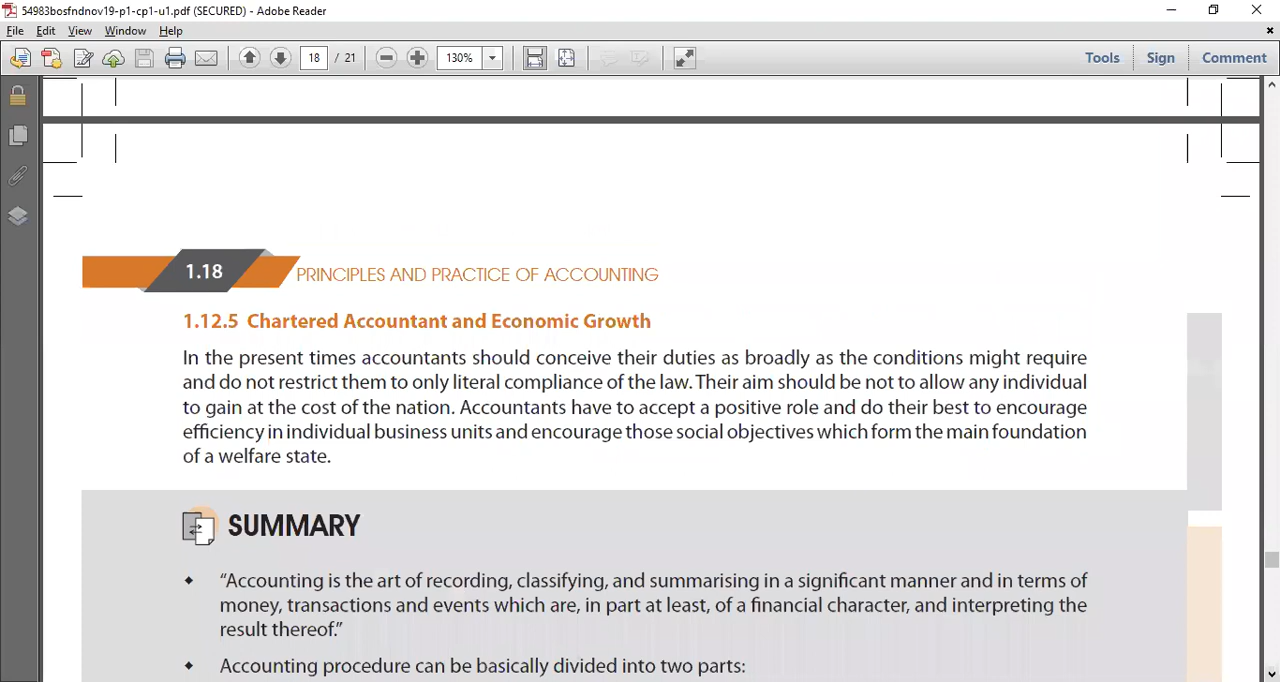 54983bosfndnov19-p1-cp1-u1.pdf (SECURED) - Adobe Reader
File Edit View Window Help
18 / 21 130% Tools Sign Comment
1.18 PRINCIPLES AND PRACTICE OF ACCOUNTING
1.12.5 Chartered Accountant and Economic Growth
In the present times accountants should conceive their duties as broadly as the conditions might require
and do not restrict them to only literal compliance of the law. Their aim should be not to allow any individual
to gain at the cost of the nation. Accountants have to accept a positive role and do their best to encourage
efficiency in individual business units and encourage those social objectives which form the main foundation
of a welfare state.
SUMMARY
♦ “Accounting is the art of recording, classifying, and summarising in a significant manner and in terms of
money, transactions and events which are, in part at least, of a financial character, and interpreting the
result thereof.”
♦ Accounting procedure can be basically divided into two parts: